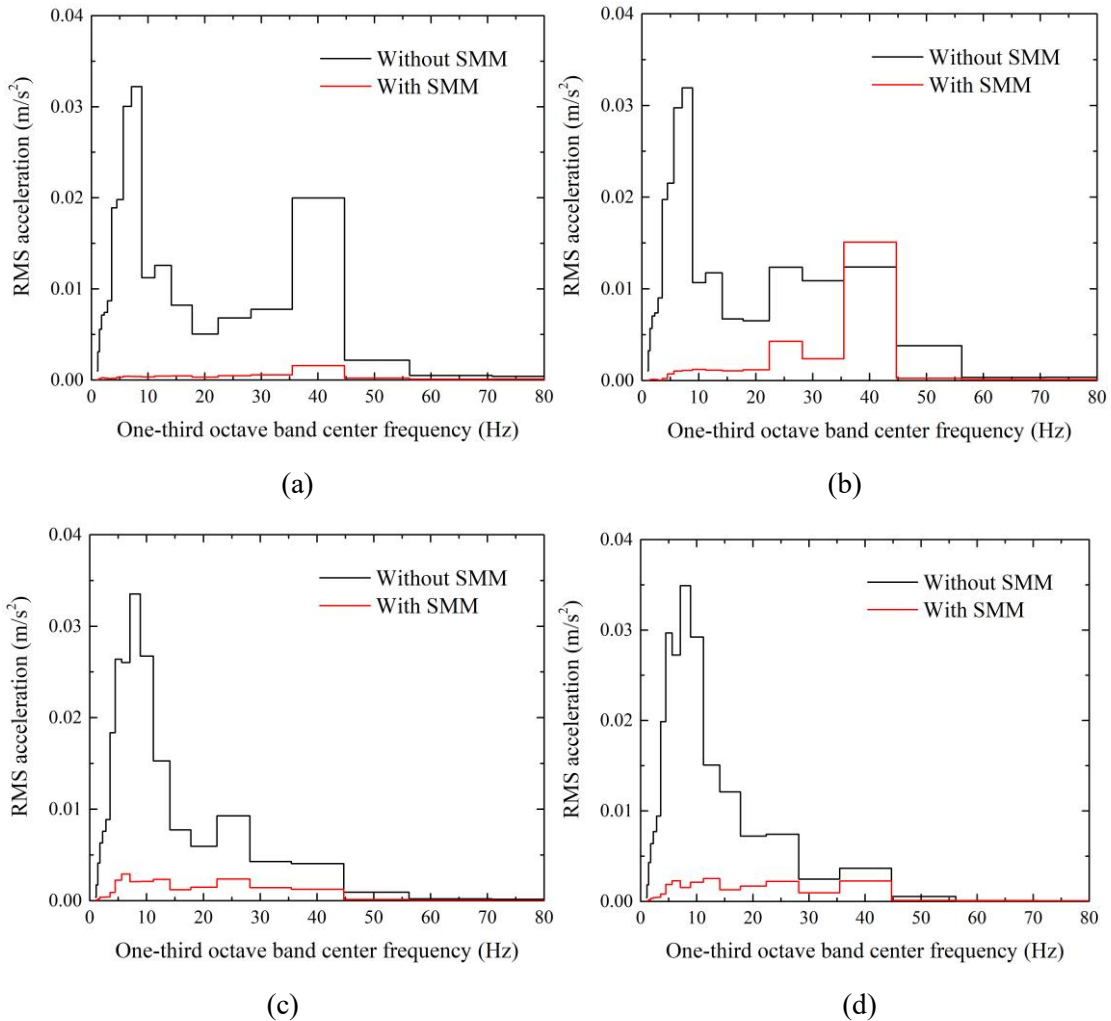 0.04
0.03
0.02
0.01
0.00
RMS acceleration (m/s²)
Without SMM
With SMM
0 10 20 30 40 50 60 70 80
One-third octave band center frequency (Hz)
(a)
0.04
0.03
0.02
0.01
0.00
RMS acceleration (m/s²)
Without SMM
With SMM
0 10 20 30 40 50 60 70 80
One-third octave band center frequency (Hz)
(b)
0.04
0.03
0.02
0.01
0.00
RMS acceleration (m/s²)
Without SMM
With SMM
0 10 20 30 40 50 60 70 80
One-third octave band center frequency (Hz)
(c)
0.04
0.03
0.02
0.01
0.00
RMS acceleration (m/s²)
Without SMM
With SMM
0 10 20 30 40 50 60 70 80
One-third octave band center frequency (Hz)
(d)